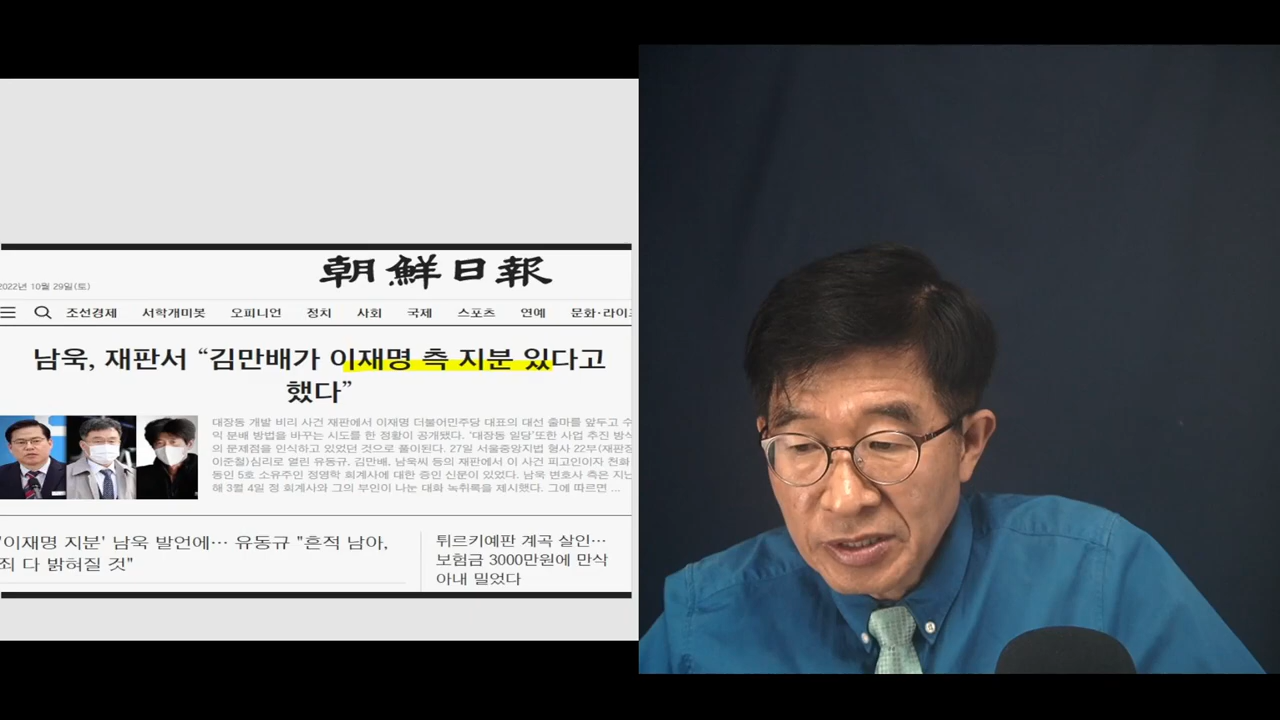 朝鮮日報
2022년 10월 29일(토)
조선경제 서학개미봇 오피니언 정치 사회 국제 스포츠 연예 문화·라이프
남욱, 재판서 “김만배가 이재명 측 지분 있다고
했다”
대장동 개발 비리 사건 재판에서 이재명 더불어민주당 대표의 대선 출마를 앞두고 수
익 분배 방법을 바꾸는 시도를 한 정황이 공개됐다. ‘대장동 일당’또한 사업 추진 방식
의 문제점을 인식하고 있었던 것으로 풀이된다. 27일 서울중앙지법 형사 22부(재판장
이준철)심리로 열린 유동규, 김만배, 남욱씨 등의 재판에서 이 사건 피고인이자 천화
동인 5호 소유주인 정영학 회계사에 대한 증인 신문이 있었다. 남욱 변호사 측은 지난
해 3월 4일 정 회계사와 그의 부인이 나눈 대화 녹취록을 제시했다. 그에 따르면 ...
'이재명 지분' 남욱 발언에… 유동규 "흔적 남아,
죄 다 밝혀질 것"
튀르키예판 계곡 살인…
보험금 3000만원에 만삭
아내 밀었다